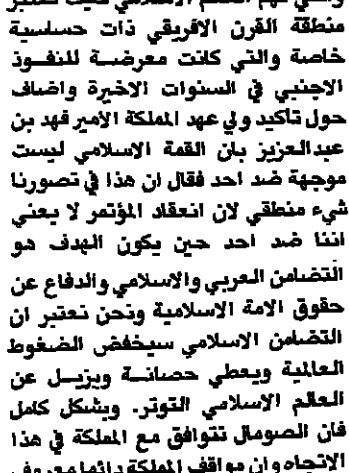 منطقة القرن الافريقي ذات حساسية
خاصة والتي كانت معرضة للنفوذ
الاجنبي في السنوات الاخيرة واضاف
حول تأكيد ولي عهد المملكة الأمير فهد بن
عبدالعزيز بان القمة الاسلامي ليست
موجهة ضد احد فقال ان هذا في تصورنا
شيء منطقي لان انعقاد المؤتمر لا يعني
اننا ضد احد حين يكون الهدف هو
التضامن العربي والاسلامي والدفاع عن
حقوق الامة الاسلامية ونحن نعتبر ان
التضامن الاسلامي سيخفض الضغوط
العالمية ويعطي حصانة ويزيل عن
العالم الاسلامي التوتر. وبشكل كامل
فان الصومال تتوافق مع المملكة في هذا
الاتجاه وان مواقف المملكة دائما معروف